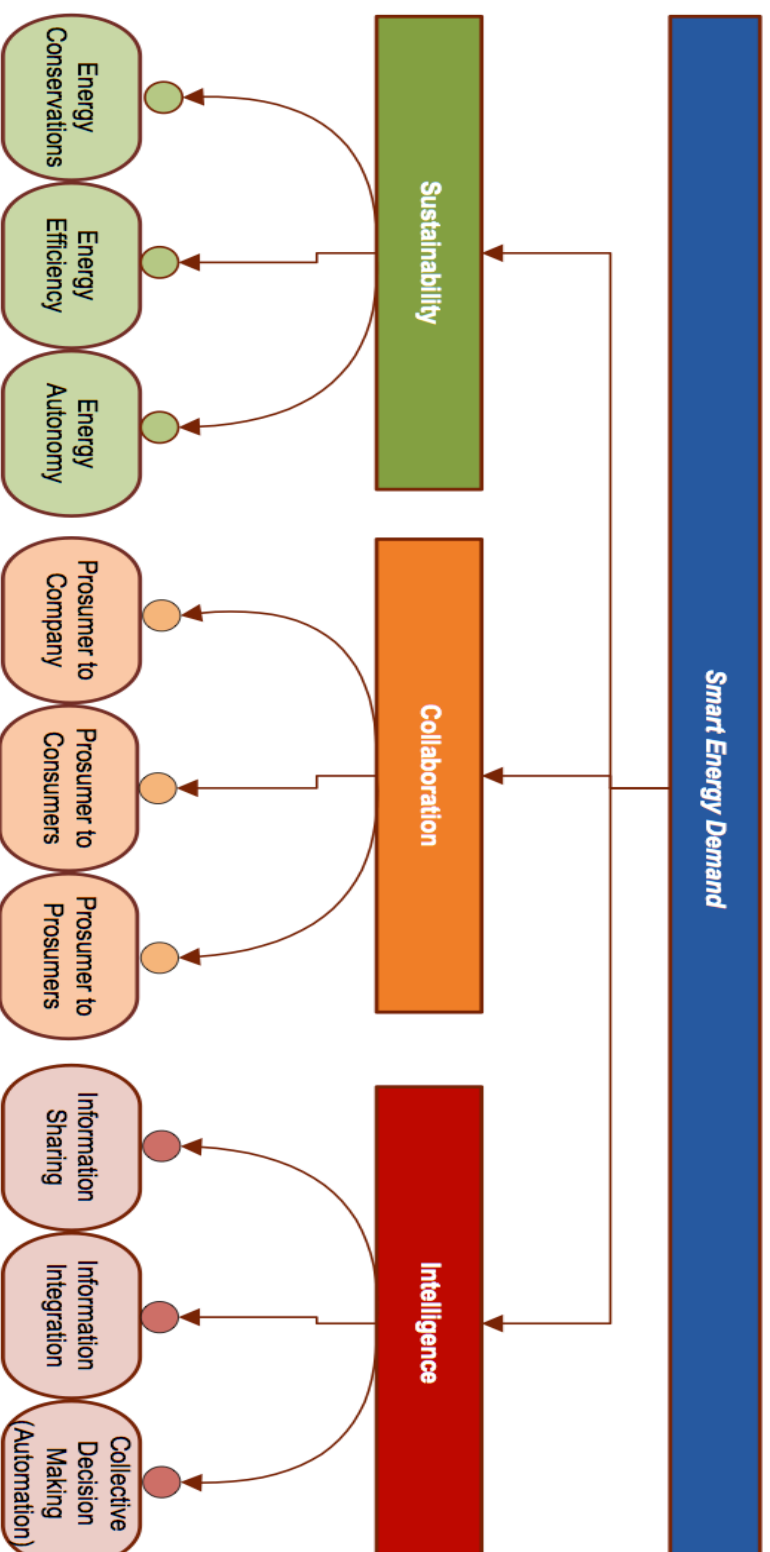 Smart Energy Demand
Sustainability
Collaboration
Intelligence
Energy
Conservations
Energy
Efficiency
Energy
Autonomy
Prosumer to
Company
Prosumer to
Consumers
Prosumer to
Prosumers
Information
Sharing
Information
Integration
Collective
Decision
Making
(Automation)